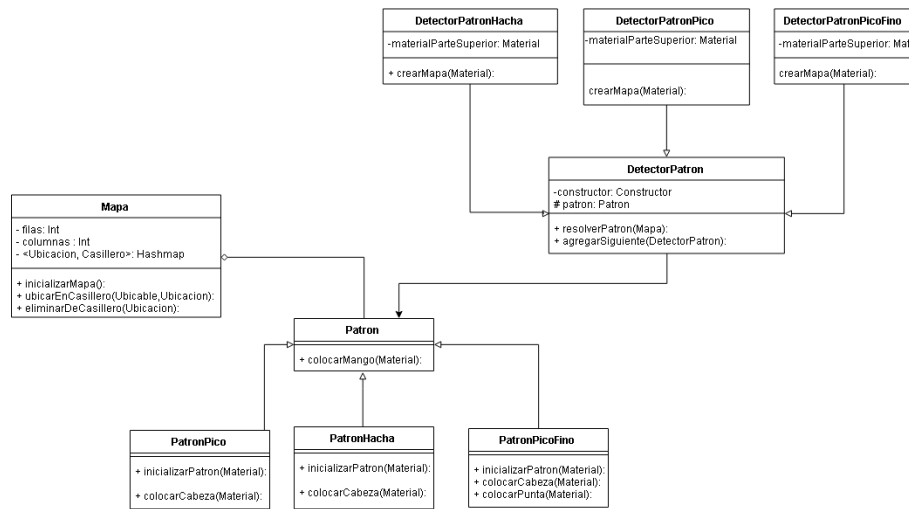 DetectorPatronHacha
-materialParteSuperior: Material
+ crearMapa(Material):
DetectorPatronPico
-materialParteSuperior: Material
crearMapa(Material):
DetectorPatronPicoFino
-materialParteSuperior: Mat
crearMapa(Material):
DetectorPatron
-constructor: Constructor
# patron: Patron
+ resolverPatron(Mapa):
+ agregarSiguiente(DetectorPatron):
Mapa
- filas: Int
- columnas : Int
- <Ubicacion, Casillero>: Hashmap
+ inicializarMapa():
+ ubicarEnCasillero(Ubicable,Ubicacion):
+ eliminarDeCasillero(Ubicacion):
Patron
+ colocarMango(Material):
PatronPico
+ inicializarPatron(Material):
+ colocarCabeza(Material):
PatronHacha
+ inicializarPatron(Material):
+ colocarCabeza(Material):
PatronPicoFino
+ inicializarPatron(Material):
+ colocarCabeza(Material):
+ colocarPunta(Material):